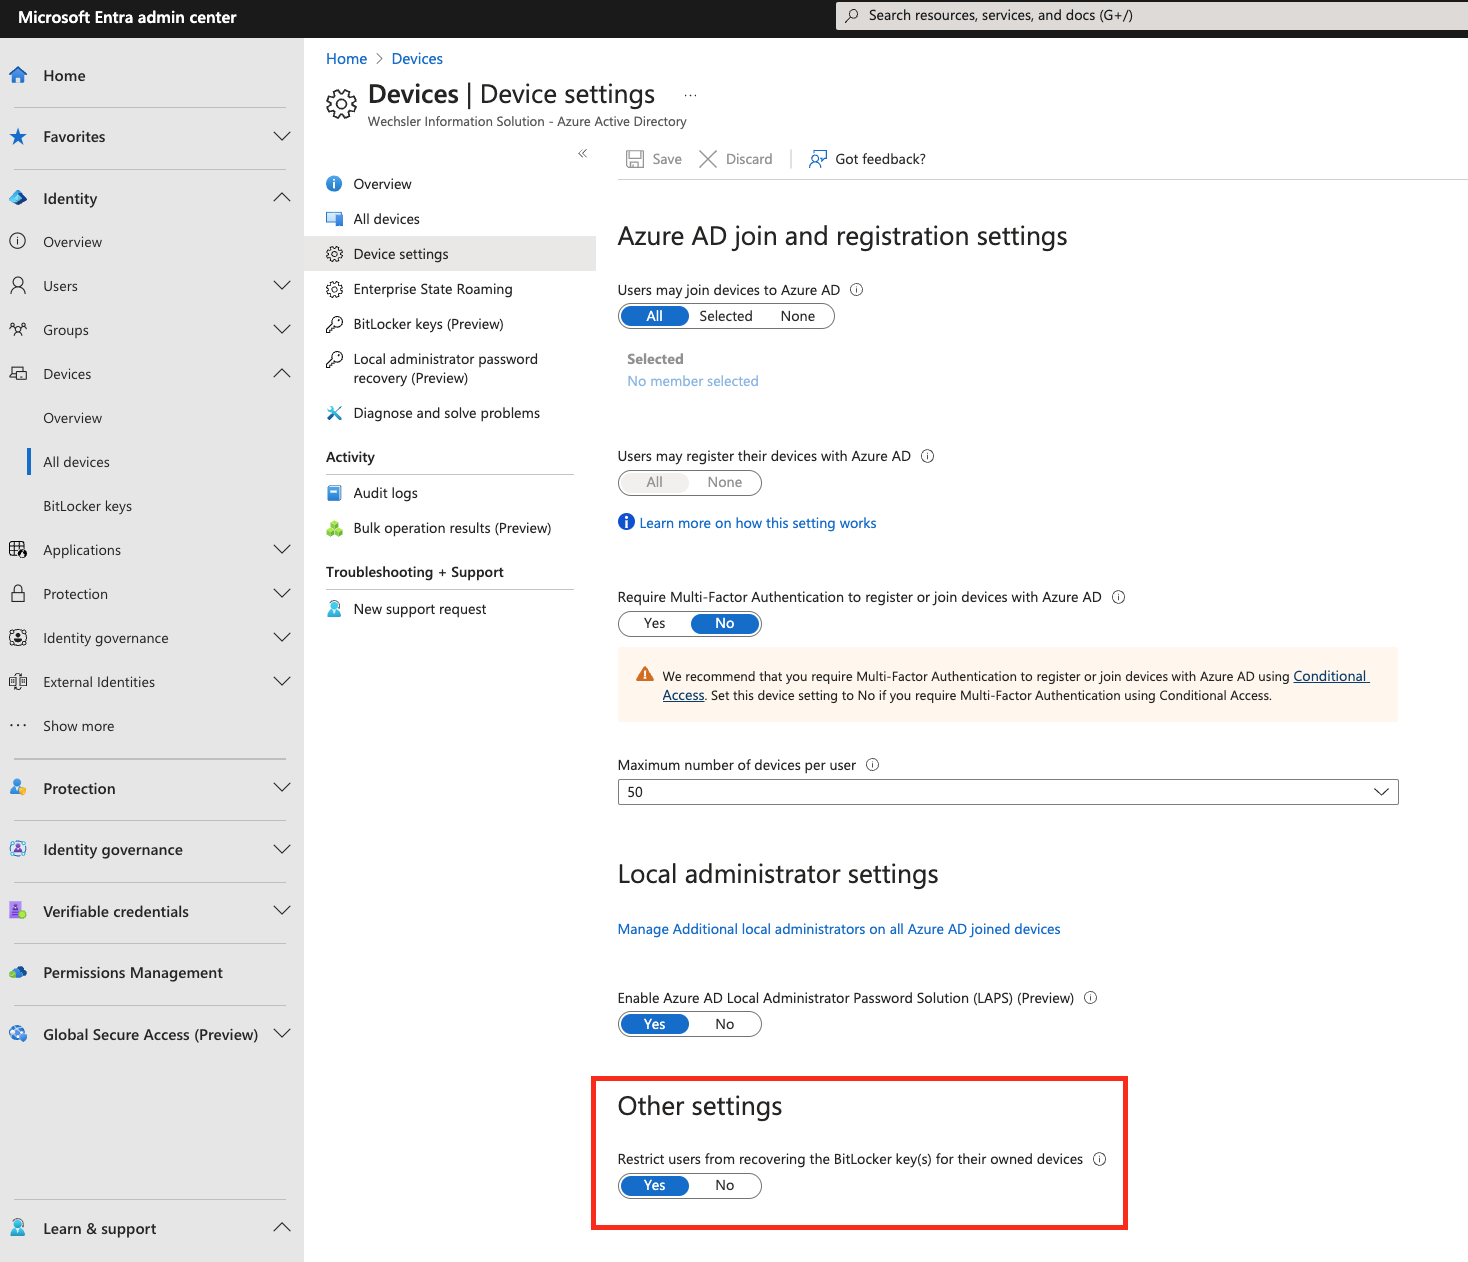 Microsoft Entra admin center
Search resources, services, and docs (G+/)
Home
Favorites
Identity
Overview
Users
Groups
Devices
Overview
All devices
BitLocker keys
Applications
Protection
Identity governance
External Identities
Show more
Protection
Identity governance
Verifiable credentials
Permissions Management
Global Secure Access (Preview)
Learn & support
Home > Devices
Devices | Device settings ...
Wechsler Information Solution - Azure Active Directory
«
Overview
All devices
Device settings
Enterprise State Roaming
BitLocker keys (Preview)
Local administrator password
recovery (Preview)
Diagnose and solve problems
Activity
Audit logs
Bulk operation results (Preview)
Troubleshooting + Support
New support request
Save Discard Got feedback?
Azure AD join and registration settings
Users may join devices to Azure AD
All Selected None
Selected
No member selected
Users may register their devices with Azure AD
All None
Learn more on how this setting works
Require Multi-Factor Authentication to register or join devices with Azure AD
Yes No
We recommend that you require Multi-Factor Authentication to register or join devices with Azure AD using Conditional
Access. Set this device setting to No if you require Multi-Factor Authentication using Conditional Access.
Maximum number of devices per user
50
Local administrator settings
Manage Additional local administrators on all Azure AD joined devices
Enable Azure AD Local Administrator Password Solution (LAPS) (Preview)
Yes No
Other settings
Restrict users from recovering the BitLocker key(s) for their owned devices
Yes No